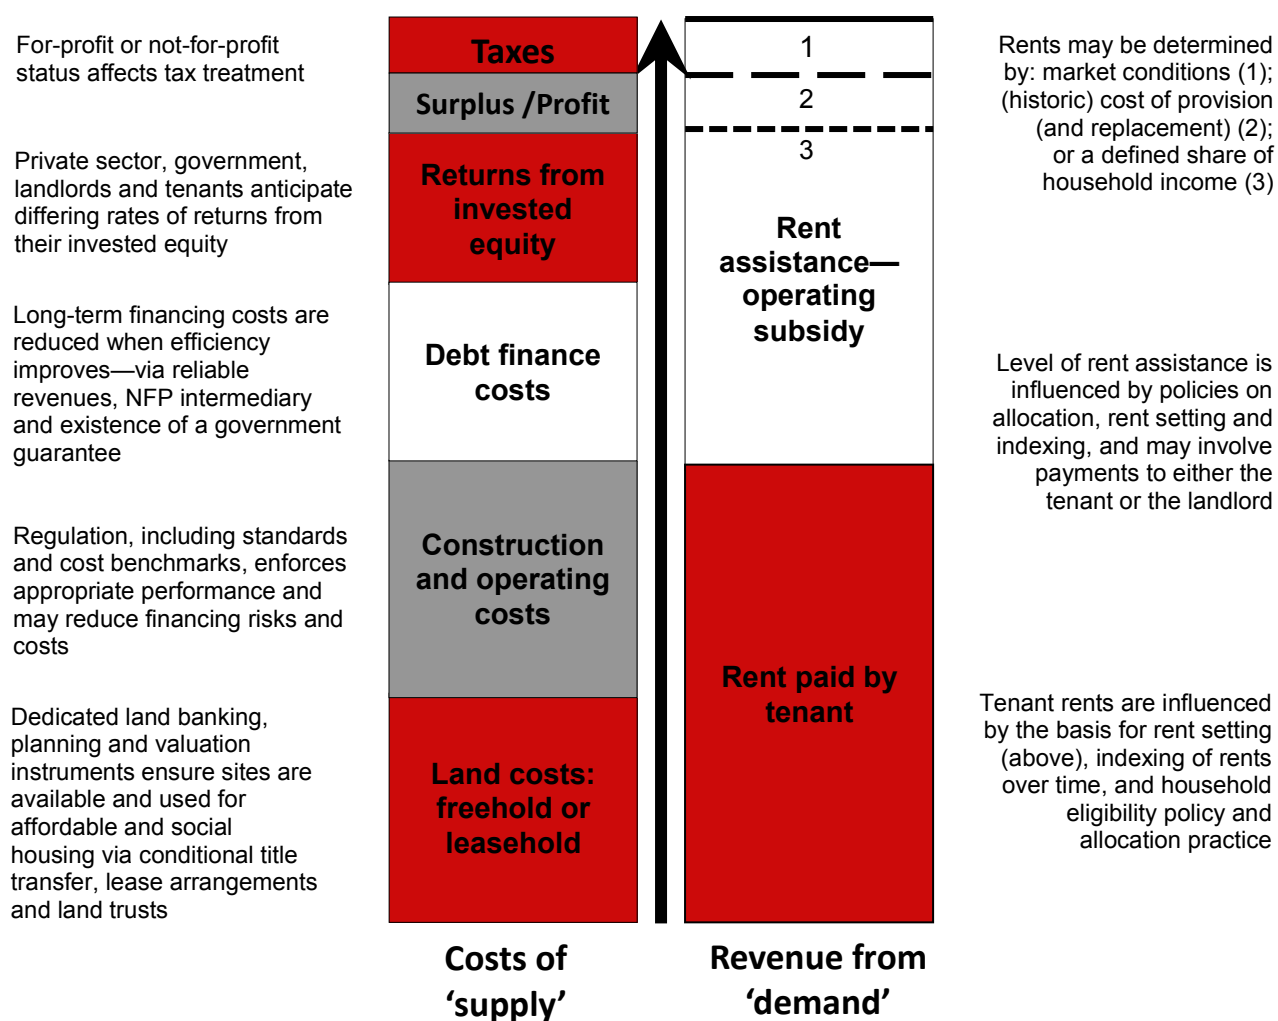 For-profit or not-for-profit
status affects tax treatment
Private sector, government,
landlords and tenants anticipate
differing rates of returns from
their invested equity
Long-term financing costs are
reduced when efficiency
improves—via reliable
revenues, NFP intermediary
and existence of a government
guarantee
Regulation, including standards
and cost benchmarks, enforces
appropriate performance and
may reduce financing risks and
costs
Dedicated land banking,
planning and valuation
instruments ensure sites are
available and used for
affordable and social
housing via conditional title
transfer, lease arrangements
and land trusts
Taxes
Surplus /Profit
Returns from
invested
equity
Debt finance
costs
Construction
and operating
costs
Land costs:
freehold or
leasehold
Costs of
‘supply’
1
2
3
Rent
assistance—
operating
subsidy
Rent paid by
tenant
Revenue from
‘demand’
Rents may be determined
by: market conditions (1);
(historic) cost of provision
(and replacement) (2);
or a defined share of
household income (3)
Level of rent assistance is
influenced by policies on
allocation, rent setting and
indexing, and may involve
payments to either the
tenant or the landlord
Tenant rents are influenced
by the basis for rent setting
(above), indexing of rents
over time, and household
eligibility policy and
allocation practice